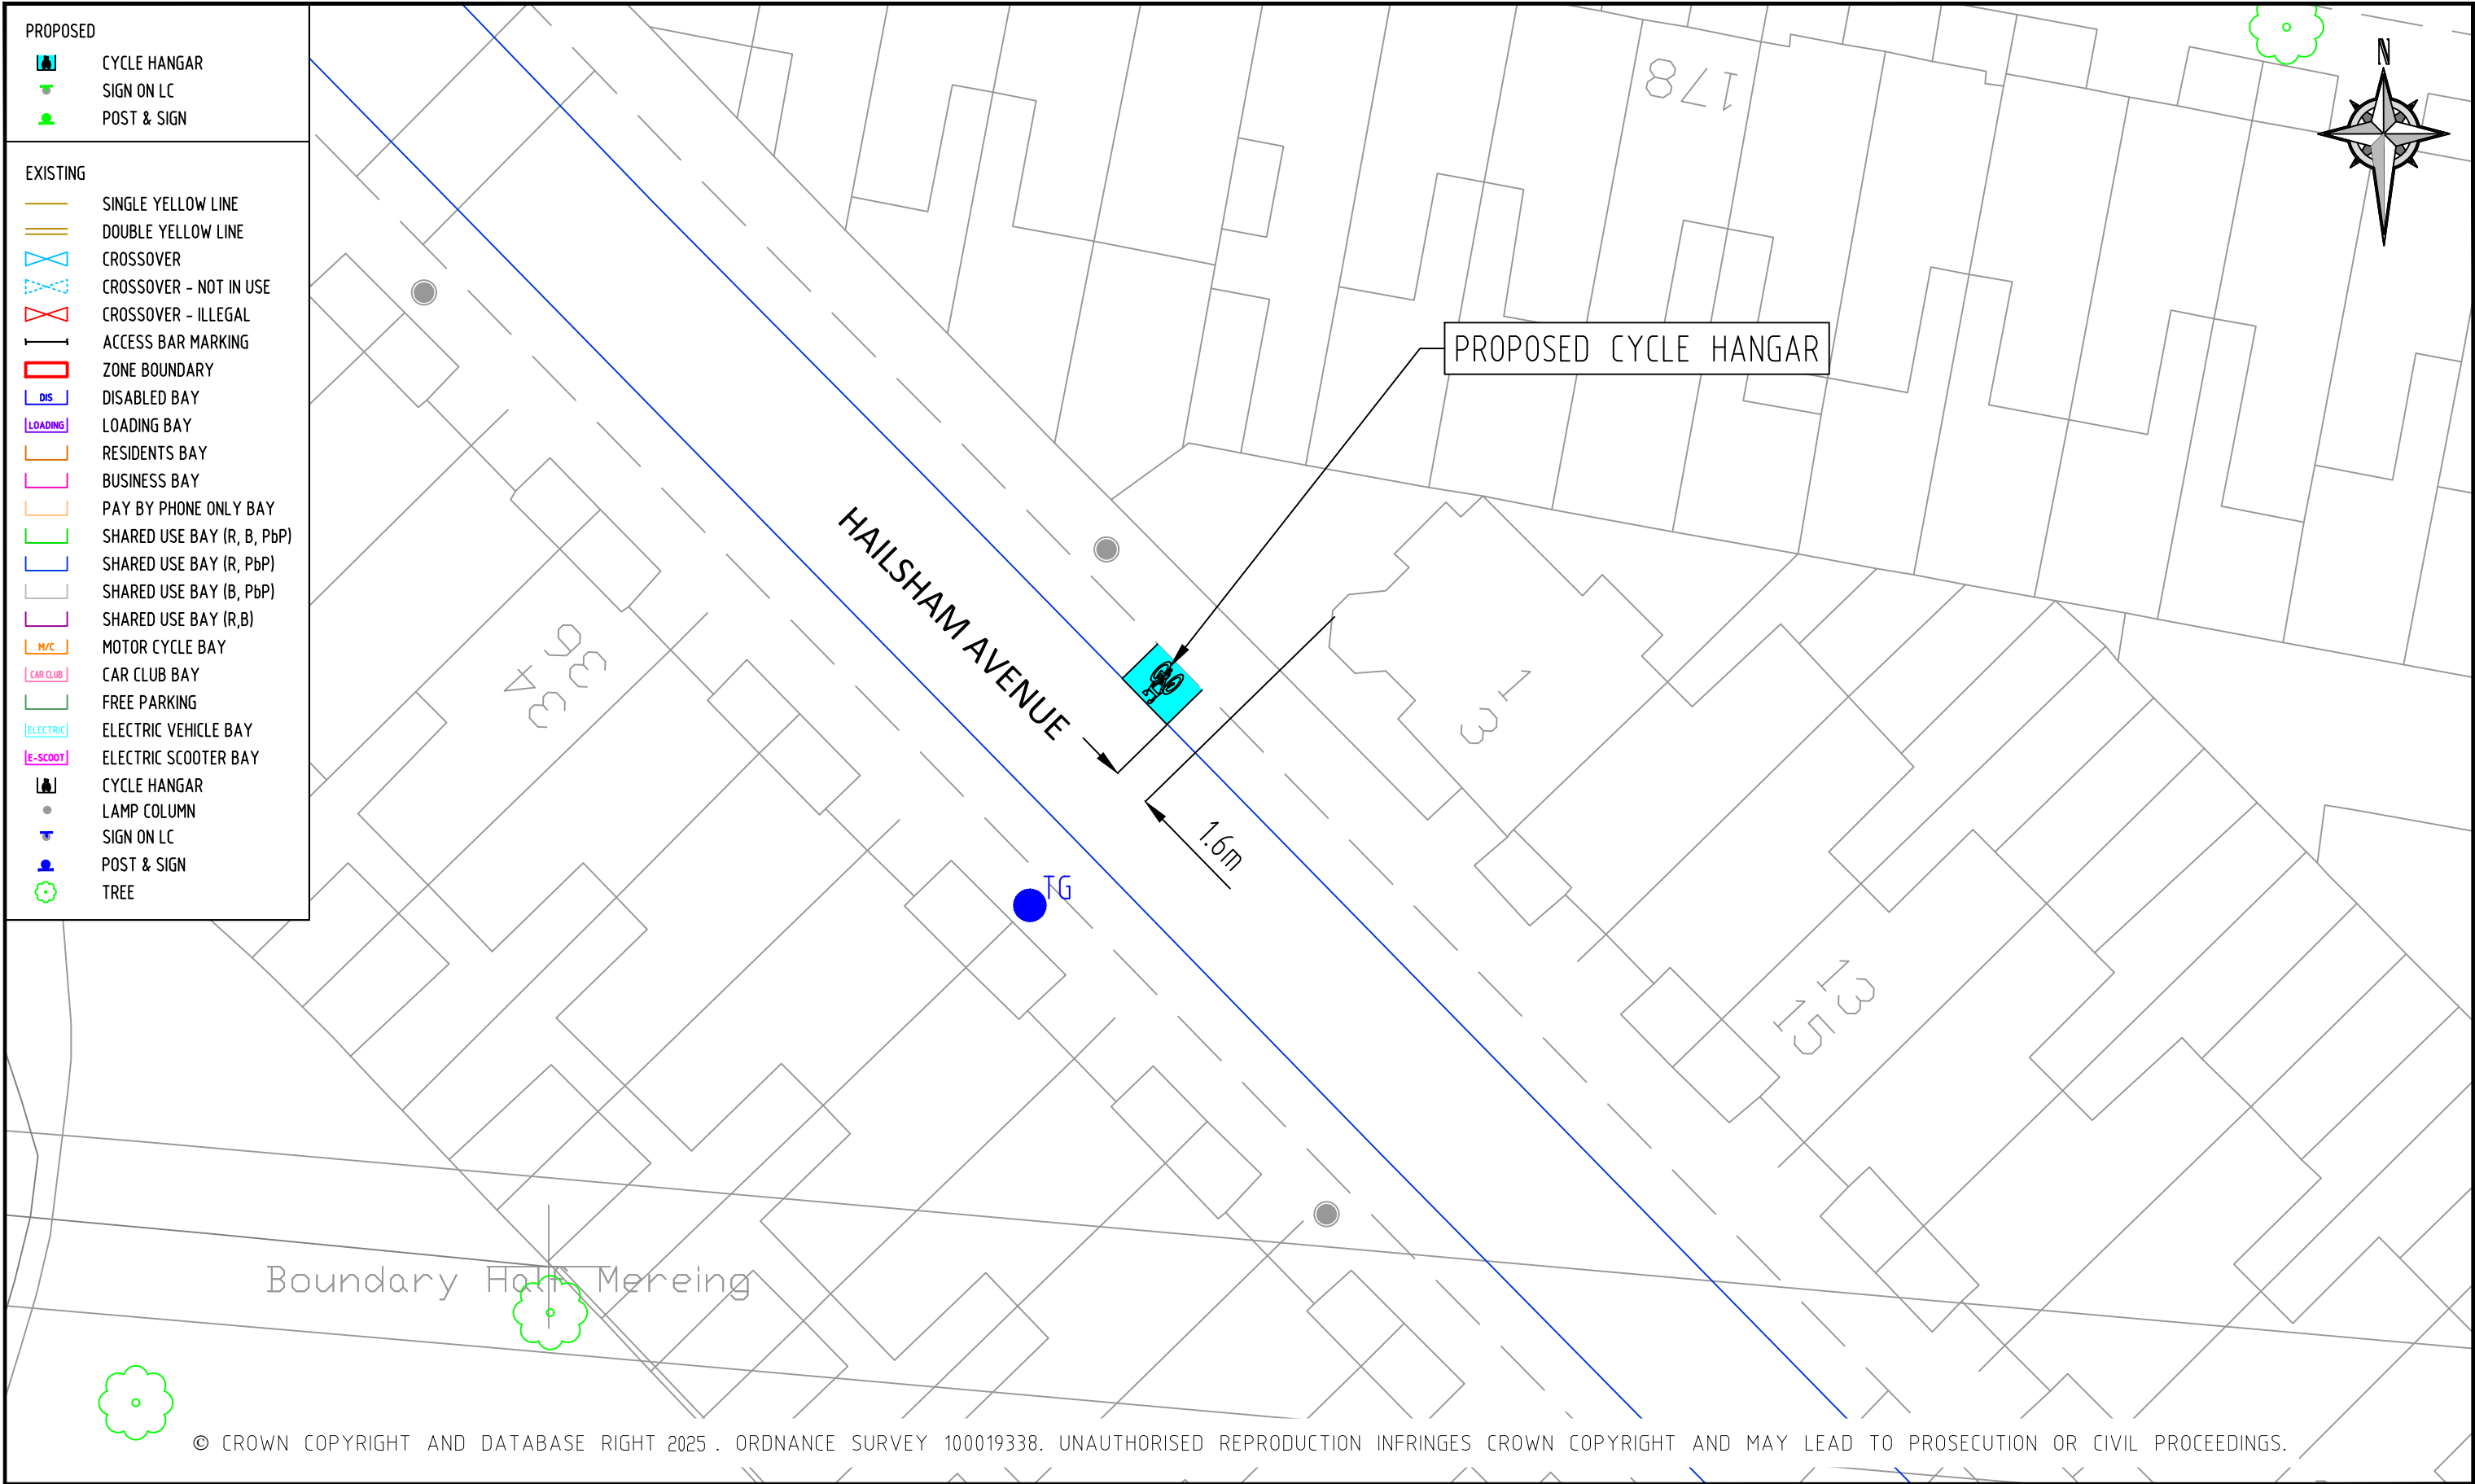 PROPOSED
CYCLE HANGAR
SIGN ON LC
POST & SIGN
EXISTING
SINGLE YELLOW LINE
DOUBLE YELLOW LINE
CROSSOVER
CROSSOVER - NOT IN USE
CROSSOVER - ILLEGAL
ACCESS BAR MARKING
ZONE BOUNDARY
DIS DISABLED BAY
LOADING LOADING BAY
RESIDENTS BAY
BUSINESS BAY
PAY BY PHONE ONLY BAY
SHARED USE BAY (R, B, PbP)
SHARED USE BAY (R, PbP)
SHARED USE BAY (B, PbP)
SHARED USE BAY (R,B)
M/C MOTOR CYCLE BAY
CAR CLUB CAR CLUB BAY
FREE PARKING
ELECTRIC ELECTRIC VEHICLE BAY
E-SCOOT ELECTRIC SCOOTER BAY
CYCLE HANGAR
LAMP COLUMN
SIGN ON LC
POST & SIGN
TREE
178
N
PROPOSED CYCLE HANGAR
HAILSHAM AVENUE
1.6m
TG
13
13
15
Boundary Half Mereing
© CROWN COPYRIGHT AND DATABASE RIGHT 2025 . ORDNANCE SURVEY 100019338. UNAUTHORISED REPRODUCTION INFRINGES CROWN COPYRIGHT AND MAY LEAD TO PROSECUTION OR CIVIL PROCEEDINGS.